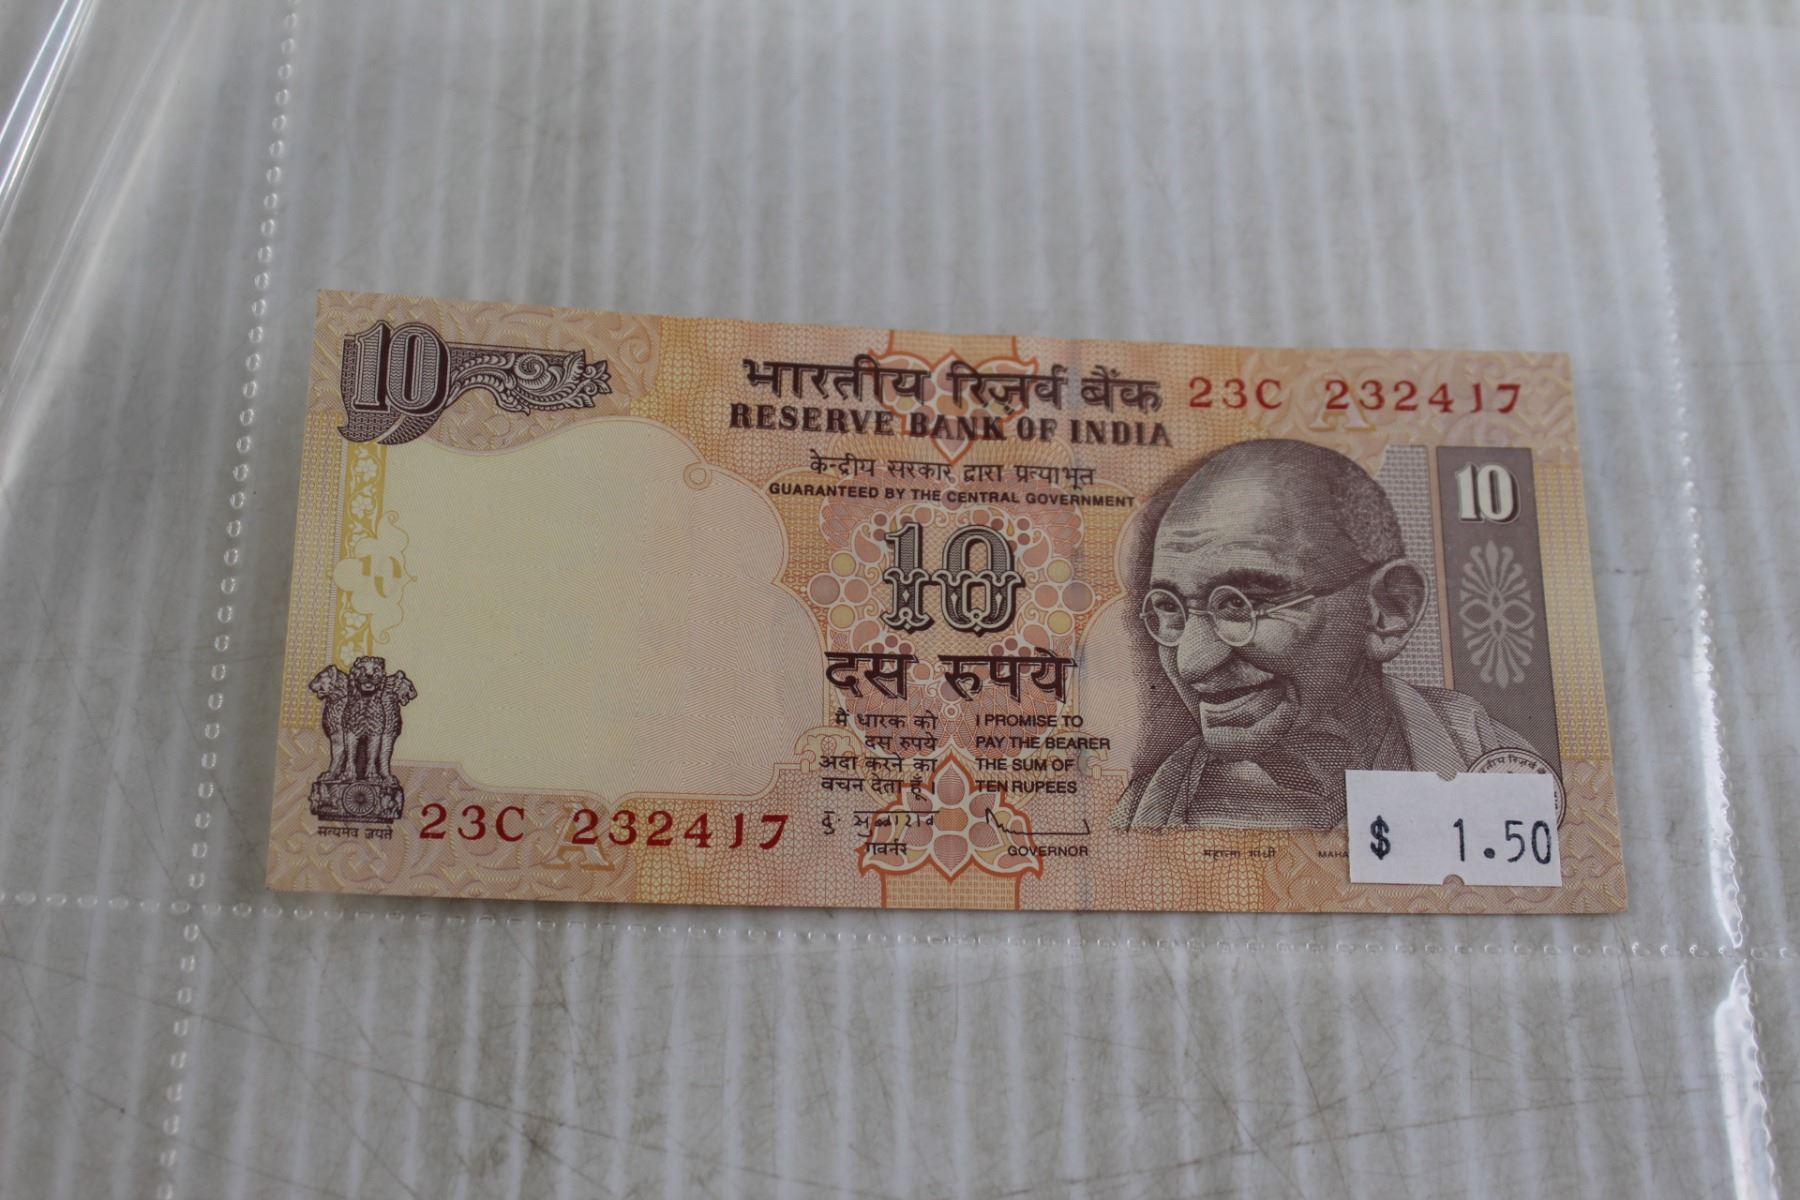 10
भारतीय रिज़र्व बैंक
23C 232417
RESERVE BANK OF INDIA
केन्द्रीय सरकार द्वारा प्रत्याभूत
GUARANTEED BY THE CENTRAL GOVERNMENT
10
10
दस रुपये
मैं धारक को
दस रुपये
अदा करने का
वचन देता हूँ।
I PROMISE TO
PAY THE BEARER
THE SUM OF
TEN RUPEES
सत्यमेव जयते
23C 232417
गवर्नर
GOVERNOR
महात्मा गांधी
$ 1.50